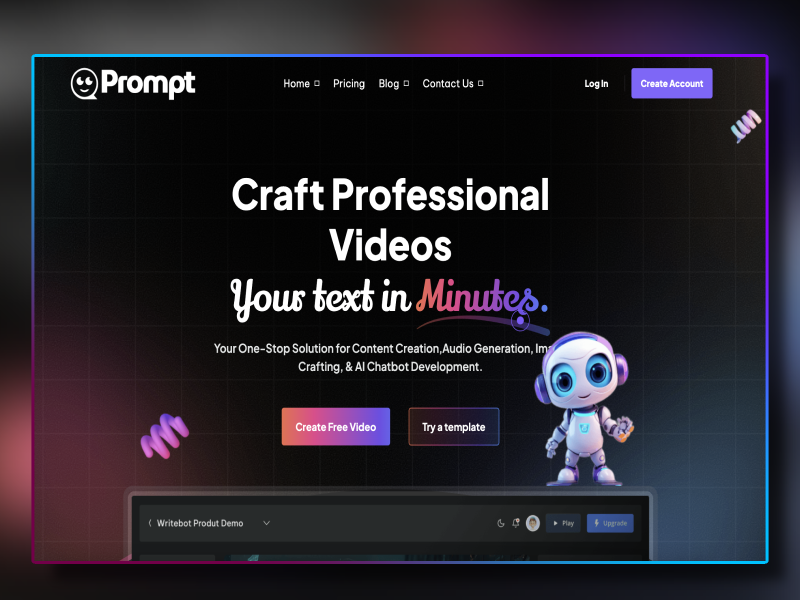 Prompt
Home Pricing Blog Contact Us Log In Create Account
Craft Professional
Videos
Your text in Minutes.
Your One-Stop Solution for Content Creation,Audio Generation,
Crafting, & AI Chatbot Development.
Create Free Video Try a template
Writebot Produt Demo Play Upgrade